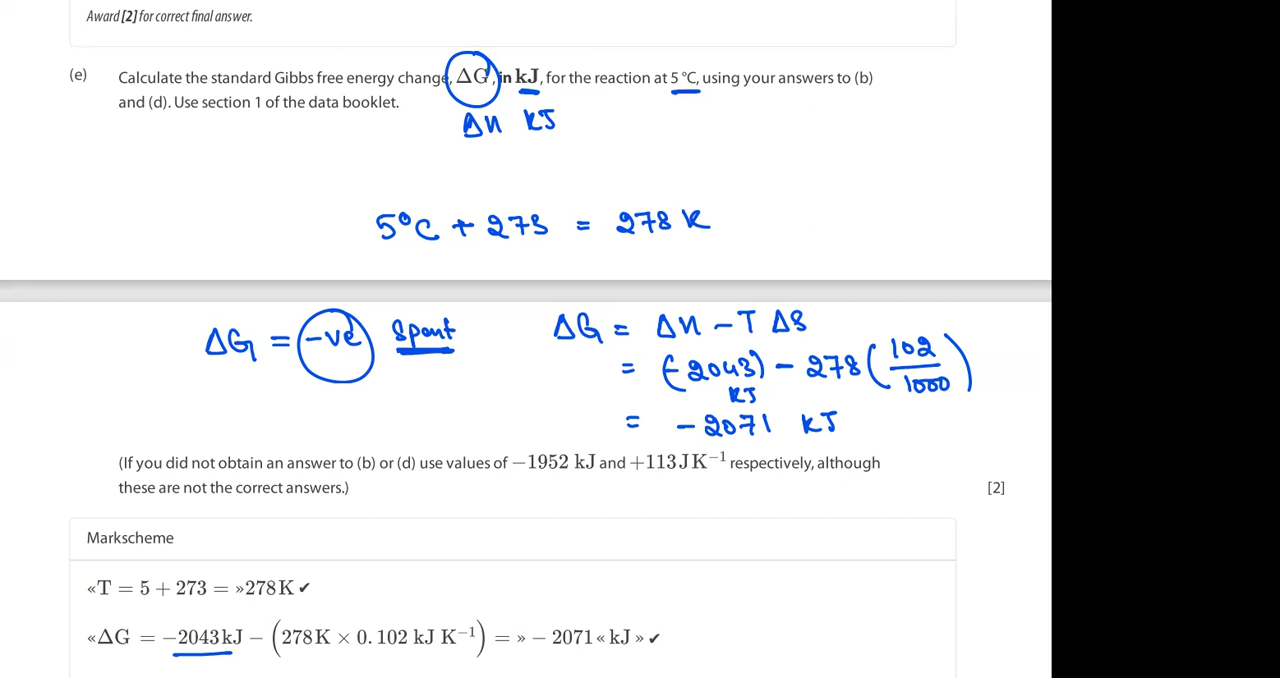 Award [2] for correct final answer.
(e) Calculate the standard Gibbs free energy change, ΔG, in kJ, for the reaction at 5 °C, using your answers to (b)
and (d). Use section 1 of the data booklet.
ΔH kJ
5°C + 273 = 278 K
ΔG = -ve Spont
ΔG = ΔH - T ΔS
= (-2043) - 278 (102/1000)
kJ
= -2071 kJ
(If you did not obtain an answer to (b) or (d) use values of −1952 kJ and +113 J K⁻¹ respectively, although
these are not the correct answers.) [2]
Markscheme
«T = 5 + 273 = »278 K ✔
«ΔG = −2043 kJ − (278 K × 0. 102 kJ K⁻¹) = » − 2071 « kJ » ✔